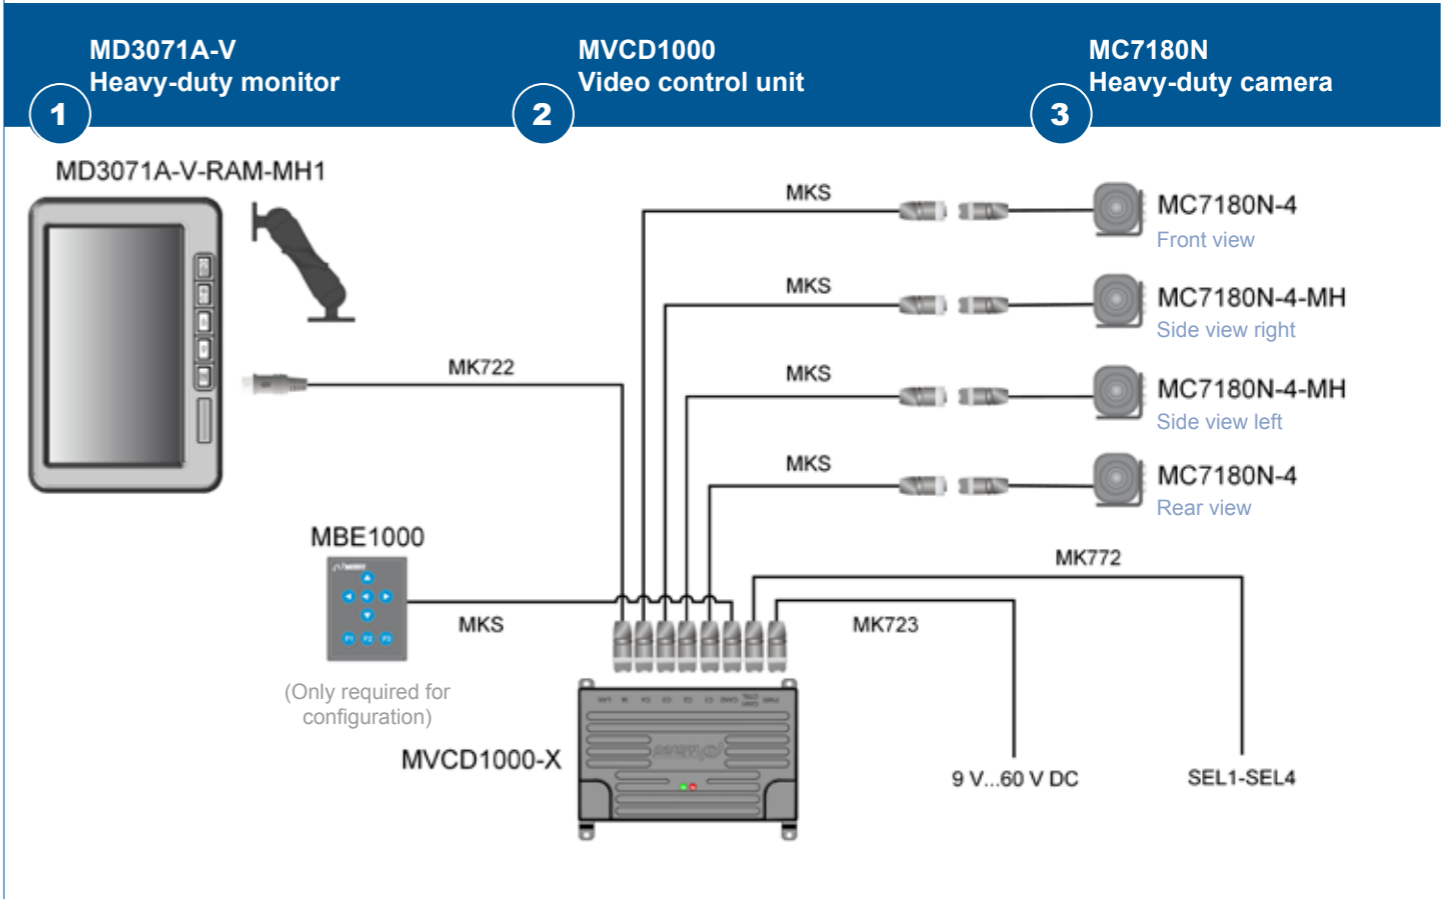 MD3071A-V
Heavy-duty monitor
1
MVCD1000
Video control unit
2
MC7180N
Heavy-duty camera
3
MD3071A-V-RAM-MH1
MKS
MC7180N-4
Front view
MKS
MC7180N-4-MH
Side view right
MK722
MKS
MC7180N-4-MH
Side view left
MKS
MC7180N-4
Rear view
MBE1000
MK772
F1 F2 F3
MKS
MK723
(Only required for
configuration)
MVCD1000-X
9 V...60 V DC
SEL1-SEL4